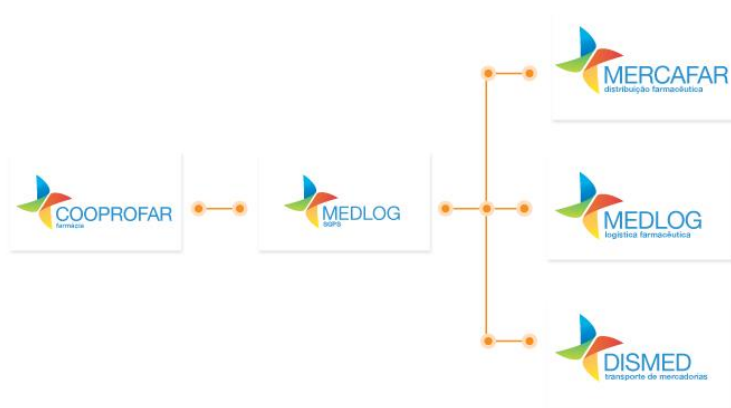 COOPROFAR
farmácia
MEDLOG
SGPS
MERCAFAR
distribuição farmacêutica
MEDLOG
logística farmacêutica
DISMED
transporte de mercadorias